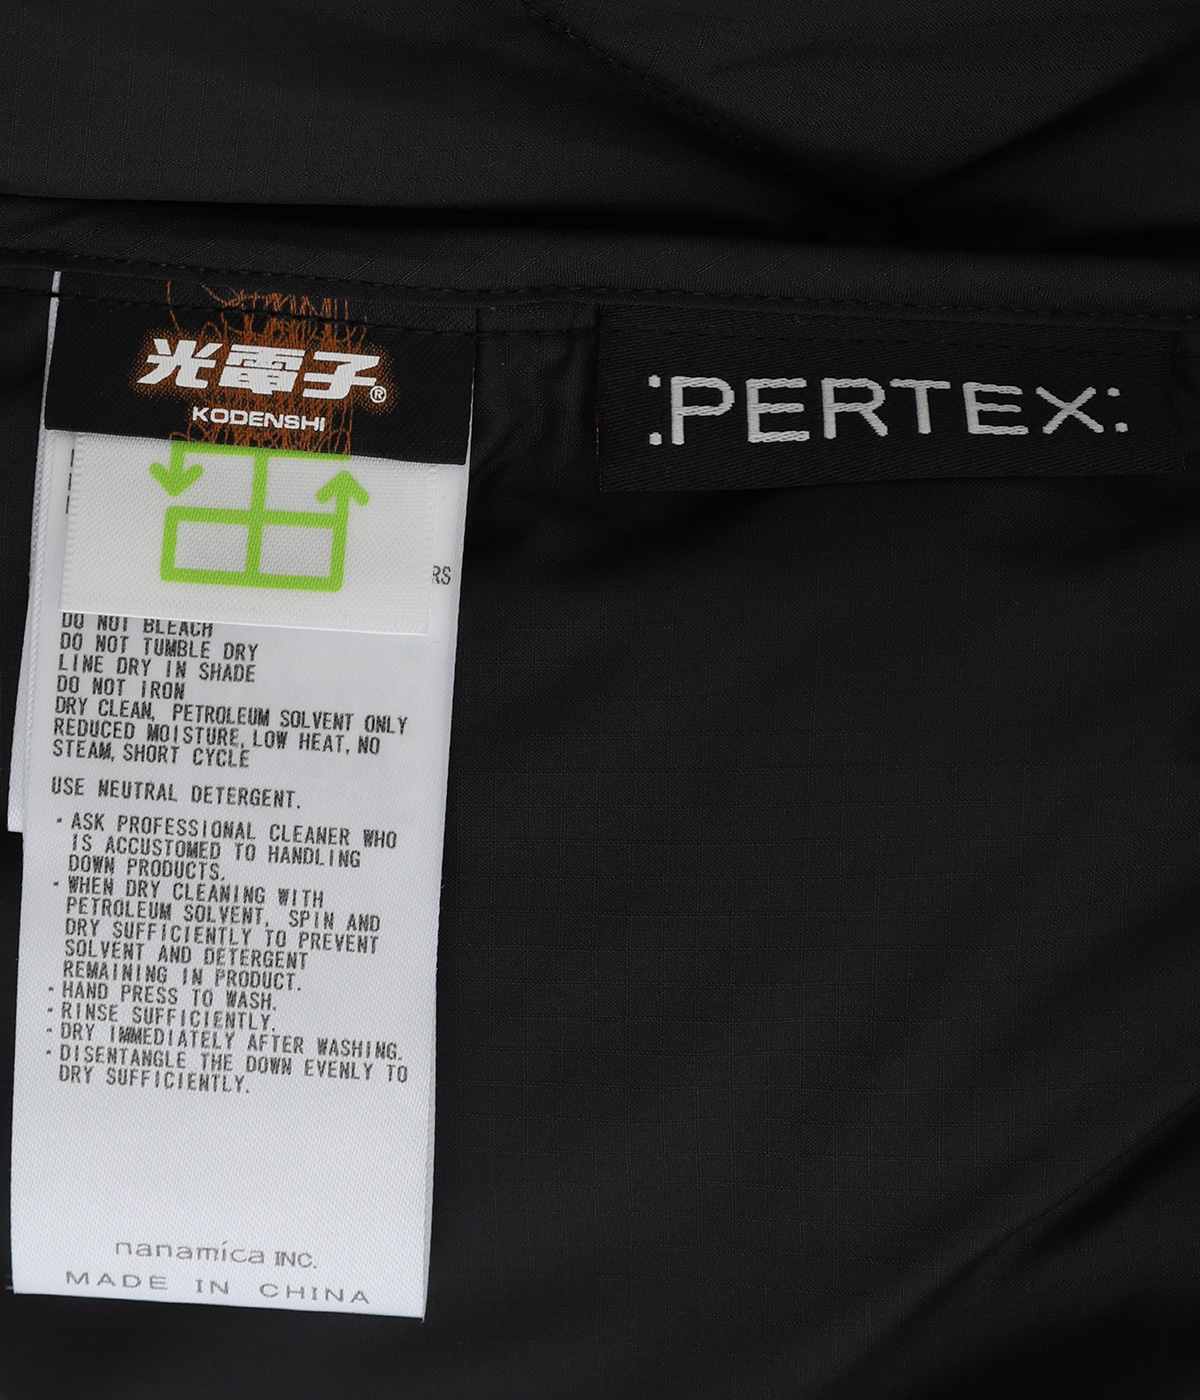 光電子®
KODENSHI
:PERTEX:
RS
DO NOT BLEACH
DO NOT TUMBLE DRY
LINE DRY IN SHADE
DO NOT IRON
DRY CLEAN, PETROLEUM SOLVENT ONLY
REDUCED MOISTURE, LOW HEAT, NO
STEAM, SHORT CYCLE
USE NEUTRAL DETERGENT.
・ASK PROFESSIONAL CLEANER WHO
IS ACCUSTOMED TO HANDLING
DOWN PRODUCTS.
・WHEN DRY CLEANING WITH
PETROLEUM SOLVENT, SPIN AND
DRY SUFFICIENTLY TO PREVENT
SOLVENT AND DETERGENT
REMAINING IN PRODUCT.
・HAND PRESS TO WASH.
・RINSE SUFFICIENTLY.
・DRY IMMEDIATELY AFTER WASHING.
・DISENTANGLE THE DOWN EVENLY TO
DRY SUFFICIENTLY.
nanamica INC.
MADE IN CHINA